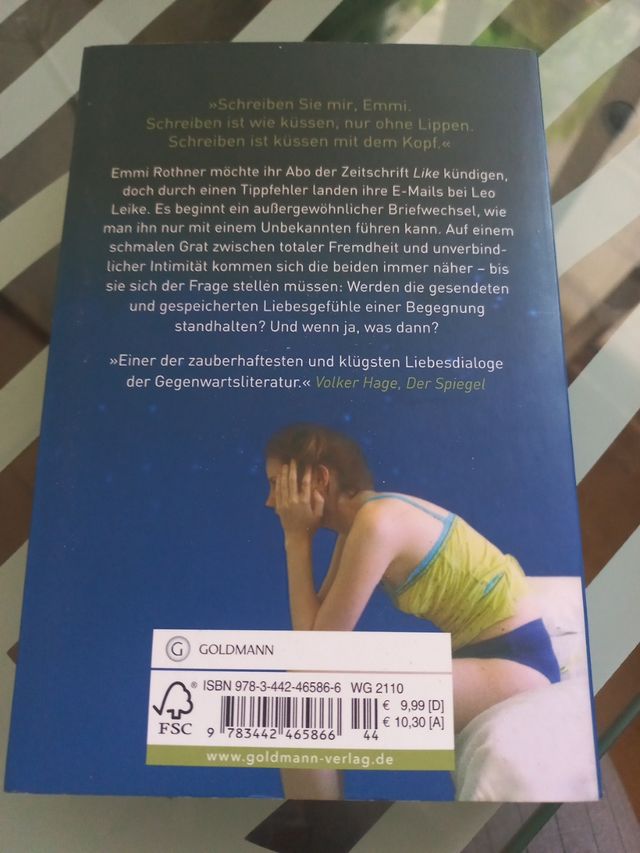 »Schreiben Sie mir, Emmi.
Schreiben ist wie küssen, nur ohne Lippen.
Schreiben ist küssen mit dem Kopf.«
Emmi Rothner möchte ihr Abo der Zeitschrift Like kündigen,
doch durch einen Tippfehler landen ihre E-Mails bei Leo
Leike. Es beginnt ein außergewöhnlicher Briefwechsel, wie
man ihn nur mit einem Unbekannten führen kann. Auf einem
schmalen Grat zwischen totaler Fremdheit und unverbind-
licher Intimität kommen sich die beiden immer näher – bis
sie sich der Frage stellen müssen: Werden die gesendeten
und gespeicherten Liebesgefühle einer Begegnung
standhalten? Und wenn ja, was dann?
»Einer der zauberhaftesten und klügsten Liebesdialoge
der Gegenwartsliteratur.« Volker Hage, Der Spiegel
G GOLDMANN
ISBN 978-3-442-46586-6 WG 2110
€ 9,99 [D]
€ 10,30 [A]
FSC
9 783442 465866
44
www.goldmann-verlag.de